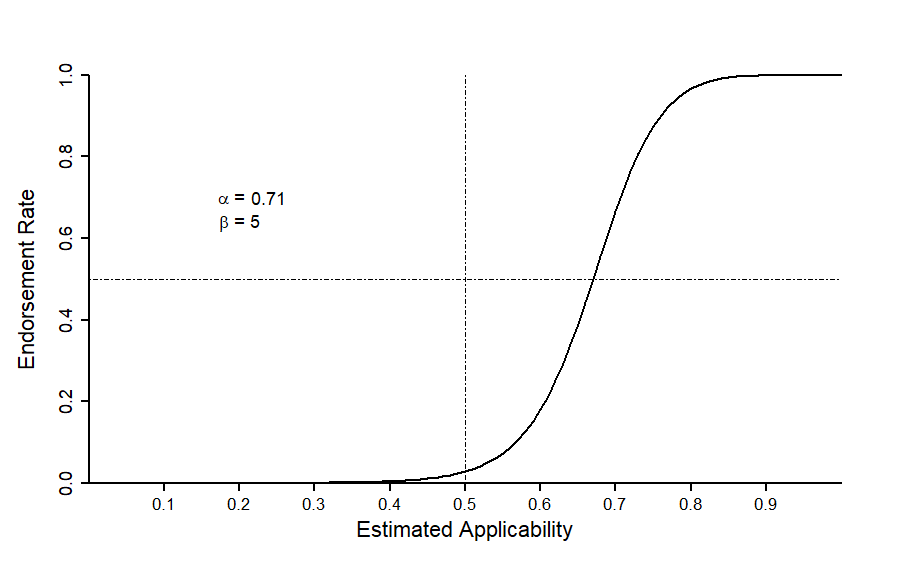 1.0
0.8
0.6
0.4
0.2
0.0
Endorsement Rate
α = 0.71
β = 5
0.1 0.2 0.3 0.4 0.5 0.6 0.7 0.8 0.9
Estimated Applicability